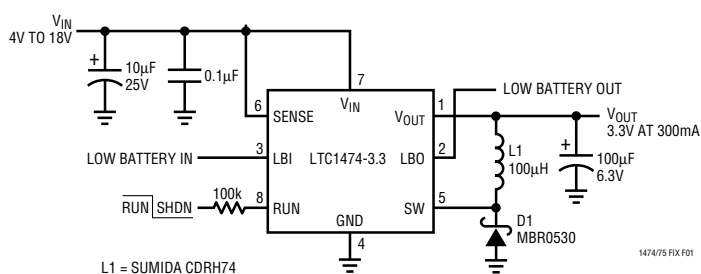 VIN
4V TO 18V
+
10µF
25V
0.1µF
7
VIN
6
SENSE
VOUT
1
LOW BATTERY OUT
VOUT
3.3V AT 300mA
LOW BATTERY IN
3
LBI
LTC1474-3.3
LBO
2
L1
100µH
+
100µF
6.3V
RUN SHDN
100k
8
RUN
SW
5
GND
4
D1
MBR0530
L1 = SUMIDA CDRH74
1474/75 FIX F01